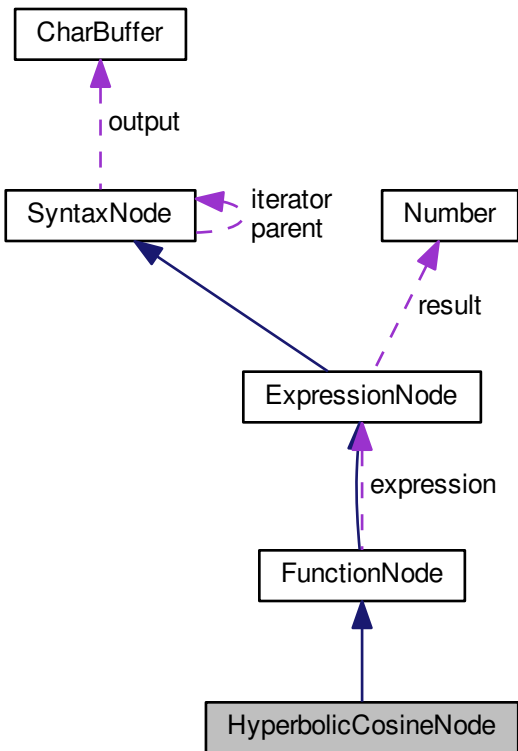 CharBuffer
output
SyntaxNode
iterator
parent
Number
result
ExpressionNode
expression
FunctionNode
HyperbolicCosineNode